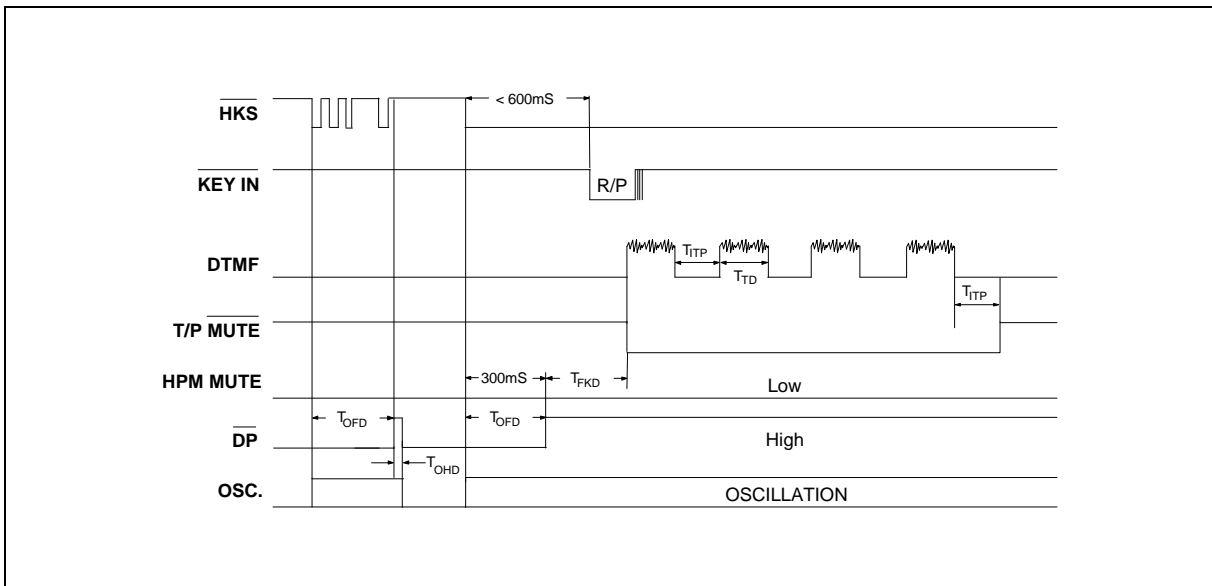 HKS
< 600mS
KEY IN
R/P
DTMF
TITP
TTD
TITP
T/P MUTE
HPM MUTE
300mS
TFKD
Low
DP
TOFD
TOFD
High
TOHD
OSC.
OSCILLATION